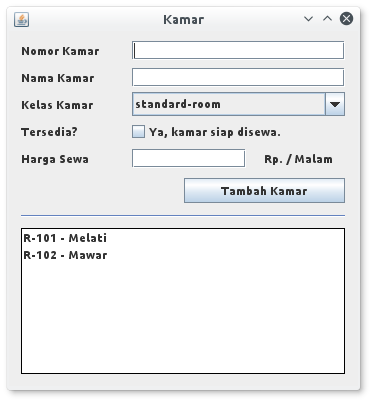 Kamar
Nomor Kamar
Nama Kamar
Kelas Kamar standard-room
Tersedia? Ya, kamar siap disewa.
Harga Sewa Rp. / Malam
Tambah Kamar
R-101 - Melati
R-102 - Mawar